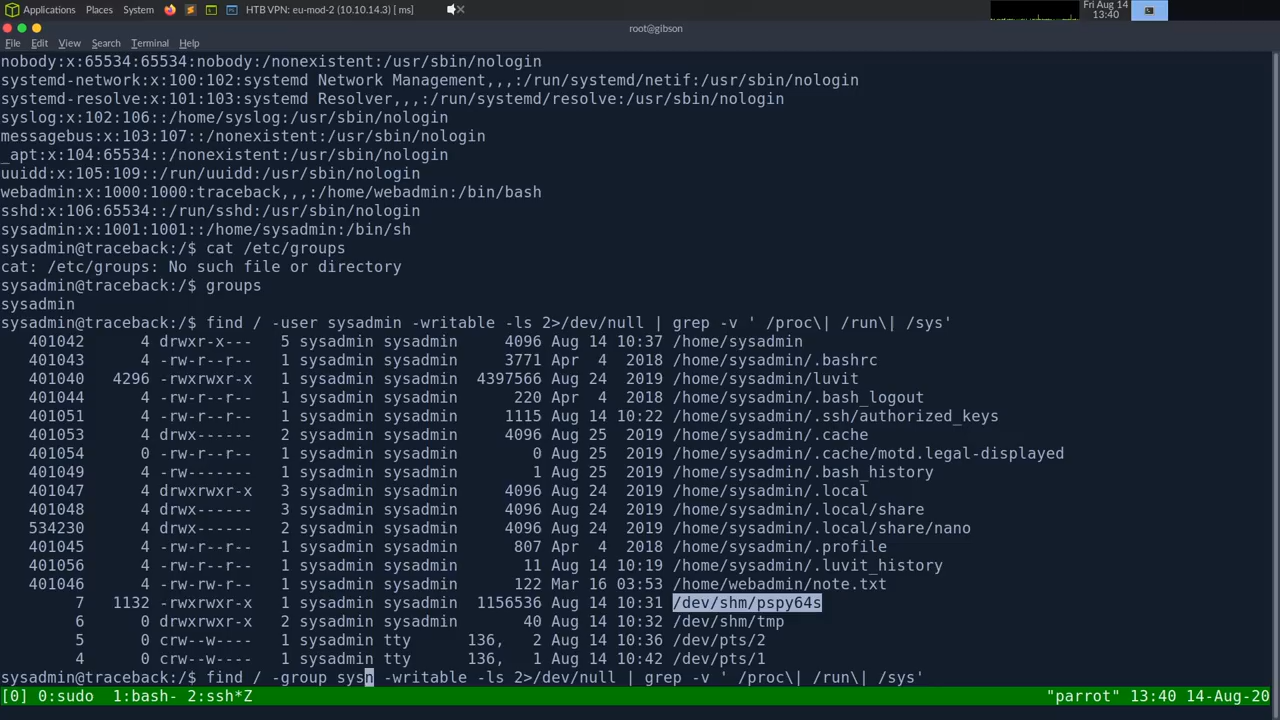 Applications Places System HTB VPN: eu-mod-2 (10.10.14.3) [ms] Fri Aug 14
13:40
root@gibson
File Edit View Search Terminal Help
nobody:x:65534:65534:nobody:/nonexistent:/usr/sbin/nologin
systemd-network:x:100:102:systemd Network Management,,,:/run/systemd/netif:/usr/sbin/nologin
systemd-resolve:x:101:103:systemd Resolver,,,:/run/systemd/resolve:/usr/sbin/nologin
syslog:x:102:106::/home/syslog:/usr/sbin/nologin
messagebus:x:103:107::/nonexistent:/usr/sbin/nologin
_apt:x:104:65534::/nonexistent:/usr/sbin/nologin
uuidd:x:105:109::/run/uuidd:/usr/sbin/nologin
webadmin:x:1000:1000:traceback,,,:/home/webadmin:/bin/bash
sshd:x:106:65534::/run/sshd:/usr/sbin/nologin
sysadmin:x:1001:1001::/home/sysadmin:/bin/sh
sysadmin@traceback:/$ cat /etc/groups
cat: /etc/groups: No such file or directory
sysadmin@traceback:/$ groups
sysadmin
sysadmin@traceback:/$ find / -user sysadmin -writable -ls 2>/dev/null | grep -v ' /proc\| /run\| /sys'
401042 4 drwxr-x--- 5 sysadmin sysadmin 4096 Aug 14 10:37 /home/sysadmin
401043 4 -rw-r--r-- 1 sysadmin sysadmin 3771 Apr 4 2018 /home/sysadmin/.bashrc
401040 4296 -rwxrwxr-x 1 sysadmin sysadmin 4397566 Aug 24 2019 /home/sysadmin/luvit
401044 4 -rw-r--r-- 1 sysadmin sysadmin 220 Apr 4 2018 /home/sysadmin/.bash_logout
401051 4 -rw-r--r-- 1 sysadmin sysadmin 1115 Aug 14 10:22 /home/sysadmin/.ssh/authorized_keys
401053 4 drwx------ 2 sysadmin sysadmin 4096 Aug 25 2019 /home/sysadmin/.cache
401054 0 -rw-r--r-- 1 sysadmin sysadmin 0 Aug 25 2019 /home/sysadmin/.cache/motd.legal-displayed
401049 4 -rw------- 1 sysadmin sysadmin 1 Aug 25 2019 /home/sysadmin/.bash_history
401047 4 drwxrwxr-x 3 sysadmin sysadmin 4096 Aug 24 2019 /home/sysadmin/.local
401048 4 drwx------ 3 sysadmin sysadmin 4096 Aug 24 2019 /home/sysadmin/.local/share
534230 4 drwx------ 2 sysadmin sysadmin 4096 Aug 24 2019 /home/sysadmin/.local/share/nano
401045 4 -rw-r--r-- 1 sysadmin sysadmin 807 Apr 4 2018 /home/sysadmin/.profile
401056 4 -rw-r--r-- 1 sysadmin sysadmin 11 Aug 14 10:19 /home/sysadmin/.luvit_history
401046 4 -rw-rw-r-- 1 sysadmin sysadmin 122 Mar 16 03:53 /home/webadmin/note.txt
7 1132 -rwxrwxr-x 1 sysadmin sysadmin 1156536 Aug 14 10:31 /dev/shm/pspy64s
6 0 drwxrwxr-x 2 sysadmin sysadmin 40 Aug 14 10:32 /dev/shm/tmp
5 0 crw--w---- 1 sysadmin tty 136, 2 Aug 14 10:36 /dev/pts/2
4 0 crw--w---- 1 sysadmin tty 136, 1 Aug 14 10:42 /dev/pts/1
sysadmin@traceback:/$ find / -group sysn -writable -ls 2>/dev/null | grep -v ' /proc\| /run\| /sys'
[0] 0:sudo 1:bash- 2:ssh*Z "parrot" 13:40 14-Aug-20